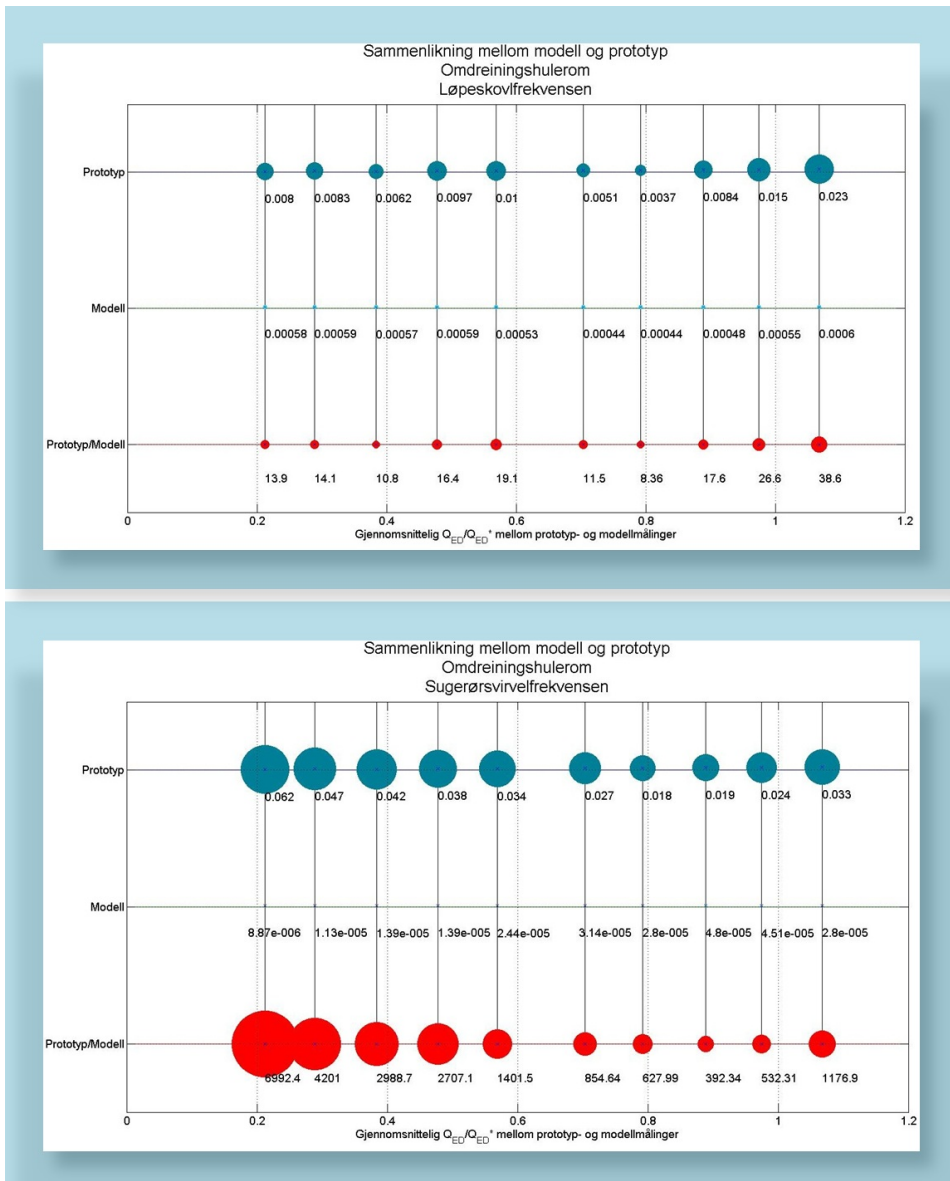 Sammenlikning mellom modell og prototyp
Omdreiningshulerom
Løpeskovlfrekvensen
Prototyp
0.008 0.0083 0.0062 0.0097 0.01 0.0051 0.0037 0.0084 0.015 0.023
Modell
0.00058 0.00059 0.00057 0.00059 0.00053 0.00044 0.00044 0.00048 0.00055 0.0006
Prototyp/Modell
13.9 14.1 10.8 16.4 19.1 11.5 8.36 17.6 26.6 38.6
0 0.2 0.4 0.6 0.8 1 1.2
Gjennomsnittelig Q_ED/Q_ED* mellom prototyp- og modellmålinger
Sammenlikning mellom modell og prototyp
Omdreiningshulerom
Sugerørsvirvelfrekvensen
Prototyp
0.062 0.047 0.042 0.038 0.034 0.027 0.018 0.019 0.024 0.033
Modell
8.87e-006 1.13e-005 1.39e-005 1.39e-005 2.44e-005 3.14e-005 2.8e-005 4.8e-005 4.51e-005 2.8e-005
Prototyp/Modell
6992.4 4201 2988.7 2707.1 1401.5 854.64 627.99 392.34 532.31 1176.9
0 0.2 0.4 0.6 0.8 1 1.2
Gjennomsnittelig Q_ED/Q_ED* mellom prototyp- og modellmålinger